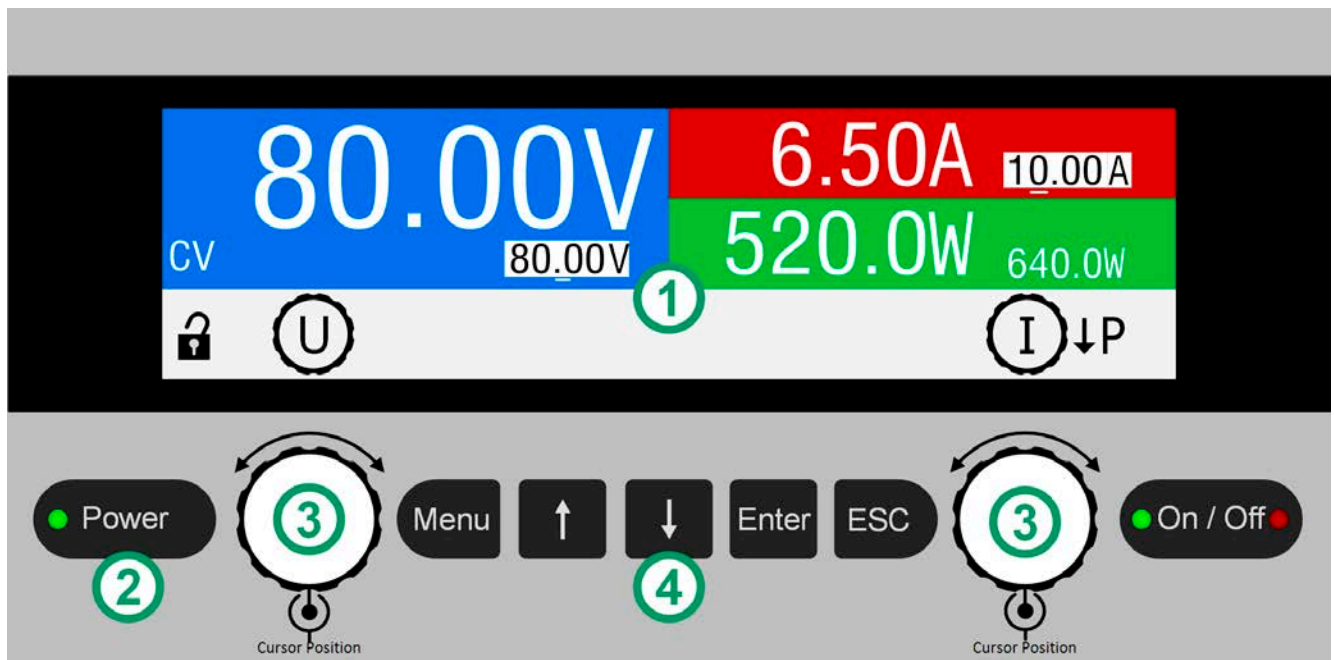 80.00V
6.50A 10.00A
520.0W 640.0W
CV 80.00V
1
U
I ↓P
Power
3
Menu ↑ ↓ Enter ESC
3
On / Off
2
4
Cursor Position
Cursor Position